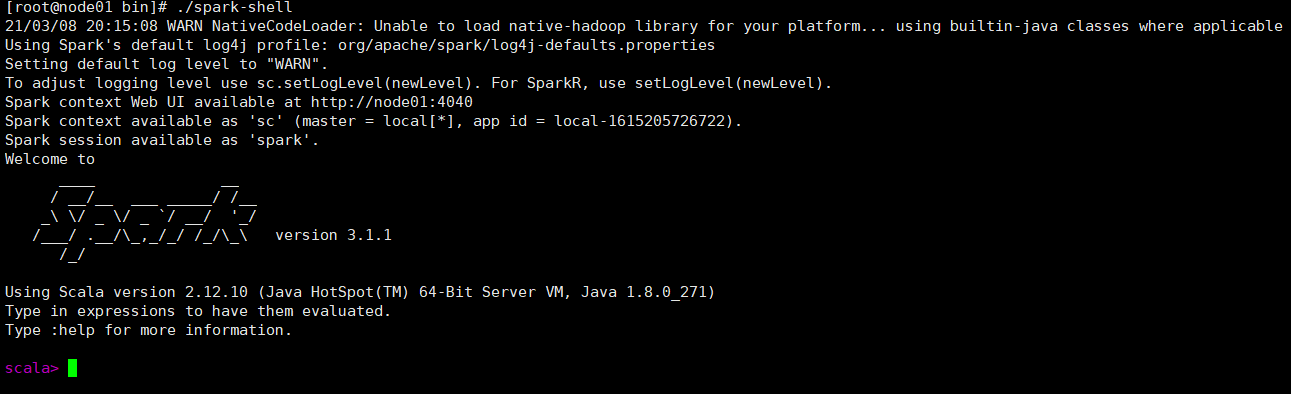 [root@node01 bin]# ./spark-shell
21/03/08 20:15:08 WARN NativeCodeLoader: Unable to load native-hadoop library for your platform... using builtin-java classes where applicable
Using Spark's default log4j profile: org/apache/spark/log4j-defaults.properties
Setting default log level to "WARN".
To adjust logging level use sc.setLogLevel(newLevel). For SparkR, use setLogLevel(newLevel).
Spark context Web UI available at http://node01:4040
Spark context available as 'sc' (master = local[*], app id = local-1615205726722).
Spark session available as 'spark'.
Welcome to
      ____              __
     / __/__  ___ _____/ /__
    _\ \/ _ \/ _ `/ __/  '_/
   /___/ .__/\_,_/_/ /_/\_\   version 3.1.1
      /_/
Using Scala version 2.12.10 (Java HotSpot(TM) 64-Bit Server VM, Java 1.8.0_271)
Type in expressions to have them evaluated.
Type :help for more information.
scala>